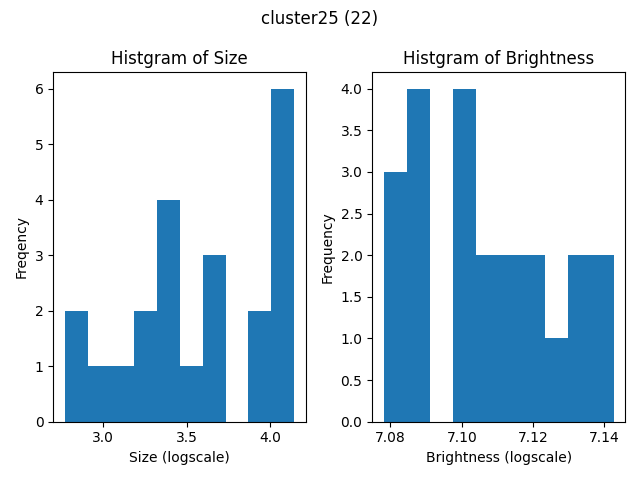 cluster25 (22)
Histgram of Size
6
5
4
3
2
1
0
Freqency
3.0 3.5 4.0
Size (logscale)
Histgram of Brightness
4.0
3.5
3.0
2.5
2.0
1.5
1.0
0.5
0.0
Frequency
7.08 7.10 7.12 7.14
Brightness (logscale)